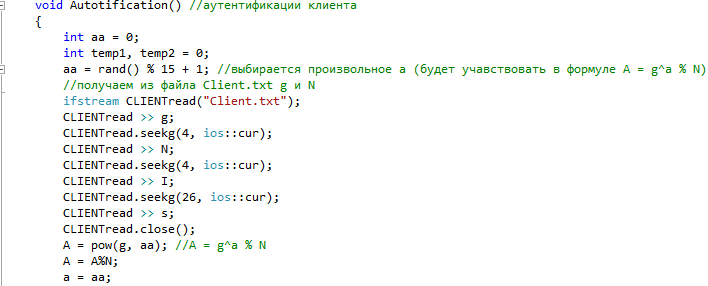 void Autotification() //аутентификации клиента
{
int aa = 0;
int temp1, temp2 = 0;
aa = rand() % 15 + 1; //выбирается произвольное а (будет учавствовать в формуле A = g^a % N)
//получаем из файла Client.txt g и N
ifstream CLIENTread("Client.txt");
CLIENTread >> g;
CLIENTread.seekg(4, ios::cur);
CLIENTread >> N;
CLIENTread.seekg(4, ios::cur);
CLIENTread >> I;
CLIENTread.seekg(26, ios::cur);
CLIENTread >> s;
CLIENTread.close();
A = pow(g, aa); //A = g^a % N
A = A%N;
a = aa;